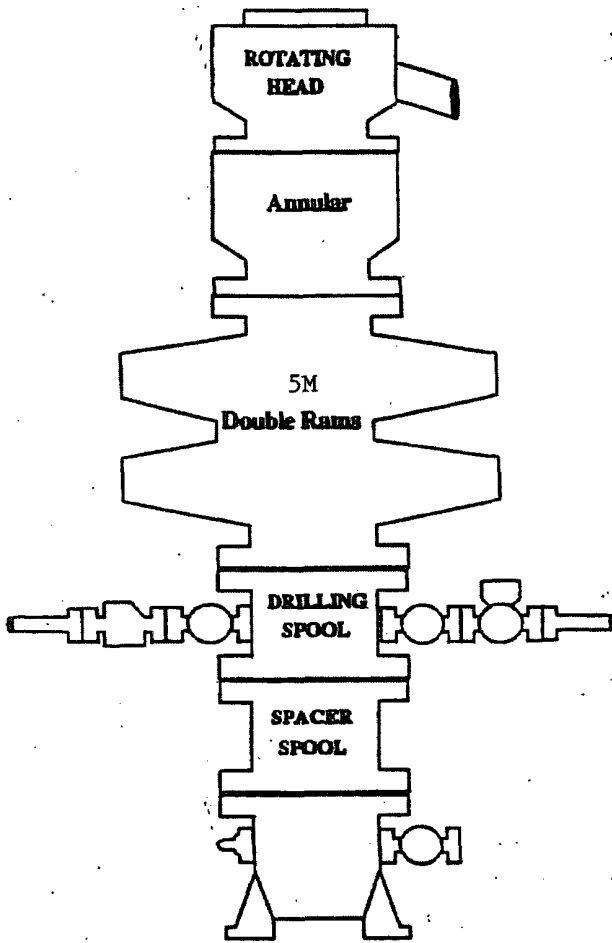 ROTATING
HEAD
Annular
5M
Double Rams
DRILLING
SPOOL
SPACER
SPOOL